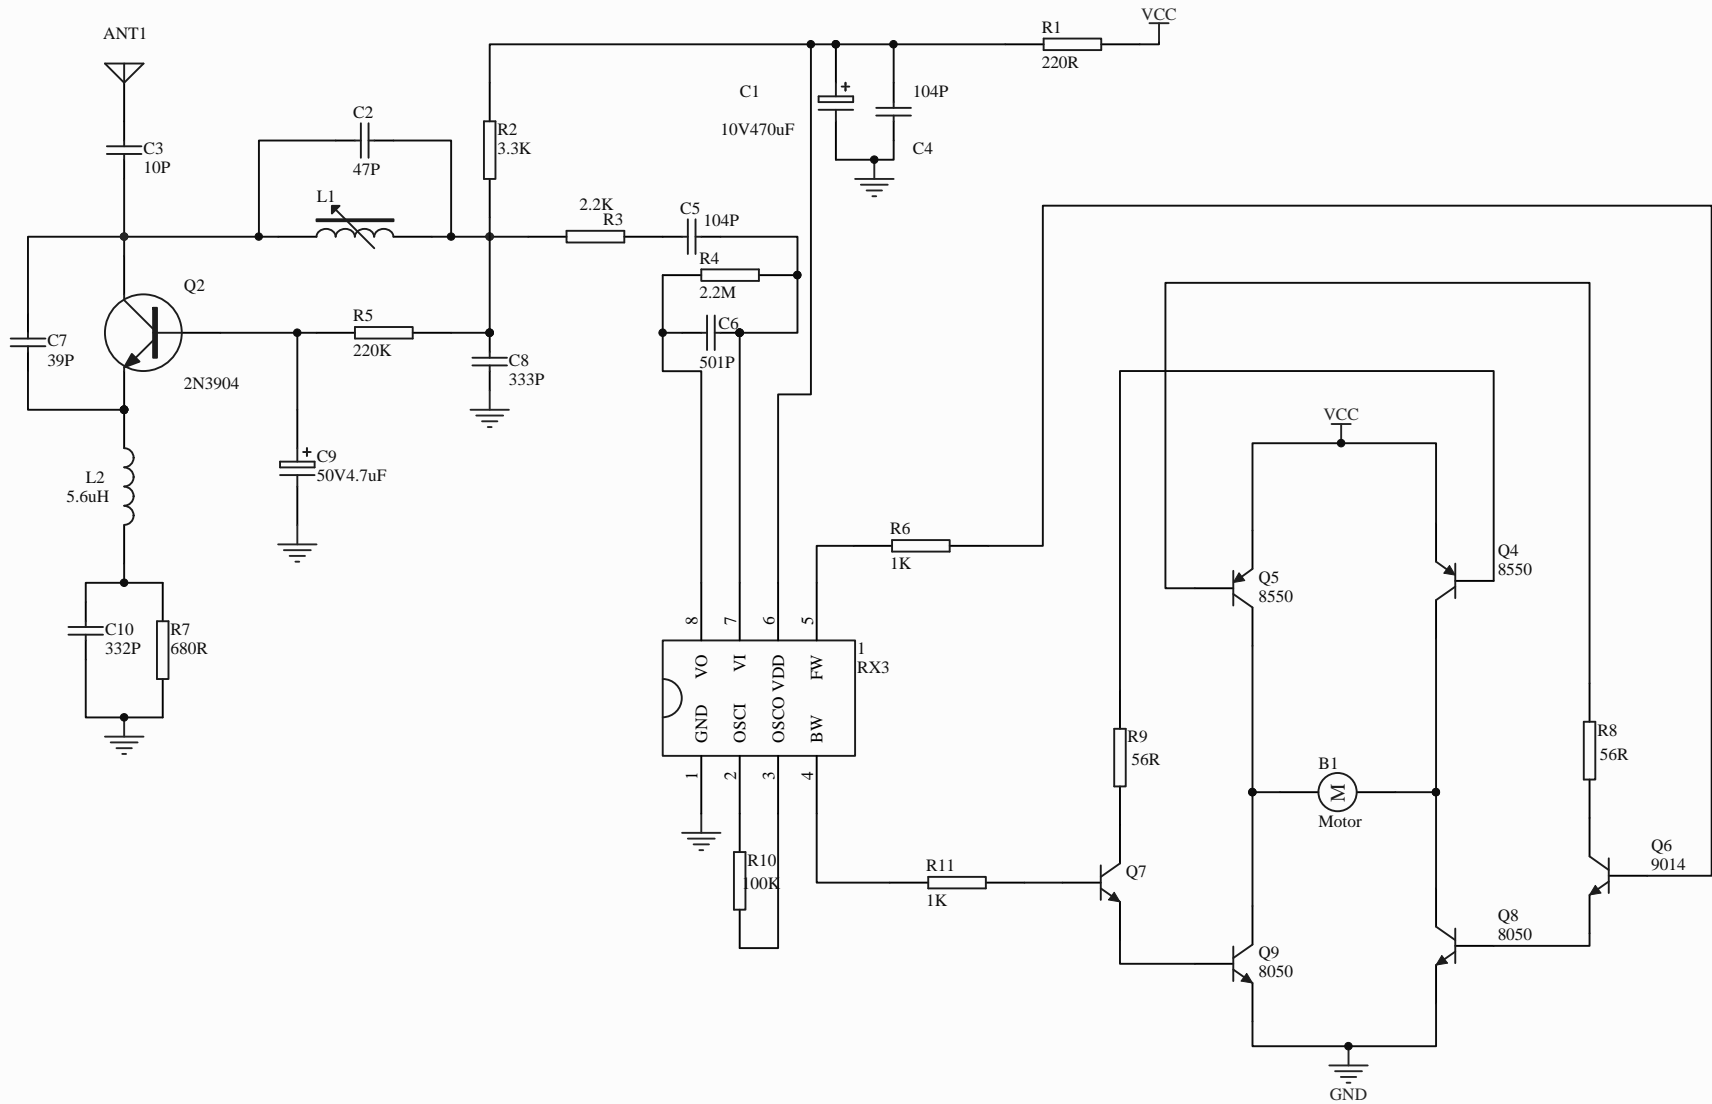 VCC
R1
220R
ANT1
C1
+
10V470uF
104P
C4
C2
47P
R2
3.3K
C3
10P
L1
2.2K
R3
C5
104P
R4
2.2M
Q2
2N3904
R5
220K
C6
501P
C7
39P
C8
333P
+
C9
50V4.7uF
L2
5.6uH
C10
332P
R7
680R
R6
1K
VCC
Q5
8550
Q4
8550
8
7
6
5
1
RX3
VO
VI
VDD
FW
GND
OSCI
OSCO
BW
1
2
3
4
R10
100K
R11
1K
R9
56R
R8
56R
B1
M
Motor
Q7
Q6
9014
Q9
8050
Q8
8050
GND